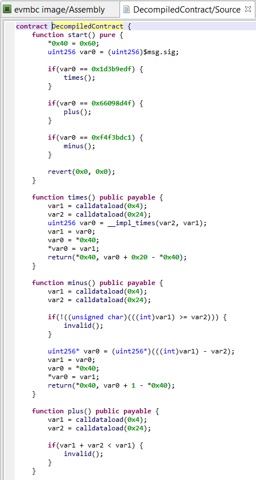 evmbc image/Assembly
DecompiledContract/Source
contract DecompiledContract {
function start() pure {
*0x40 = 0x60;
uint256 var0 = (uint256)$msg.sig;
if(var0 == 0x1d3b9edf) {
times();
}
if(var0 == 0x66098d4f) {
plus();
}
if(var0 == 0xf4f3bdc1) {
minus();
}
revert(0x0, 0x0);
}
function times() public payable {
var1 = calldataload(0x4);
var2 = calldataload(0x24);
uint256 var0 = __impl_times(var2, var1);
var1 = var0;
var0 = *0x40;
*var0 = var1;
return(*0x40, var0 + 0x20 - *0x40);
}
function minus() public payable {
var1 = calldataload(0x4);
var2 = calldataload(0x24);
if(!((unsigned char)(((int)var1) >= var2))) {
invalid();
}
uint256* var0 = (uint256*)(((int)var1) - var2);
var1 = var0;
var0 = *0x40;
*var0 = var1;
return(*0x40, var0 + 1 - *0x40);
}
function plus() public payable {
var1 = calldataload(0x4);
var2 = calldataload(0x24);
if(var1 + var2 < var1) {
invalid();
}
}